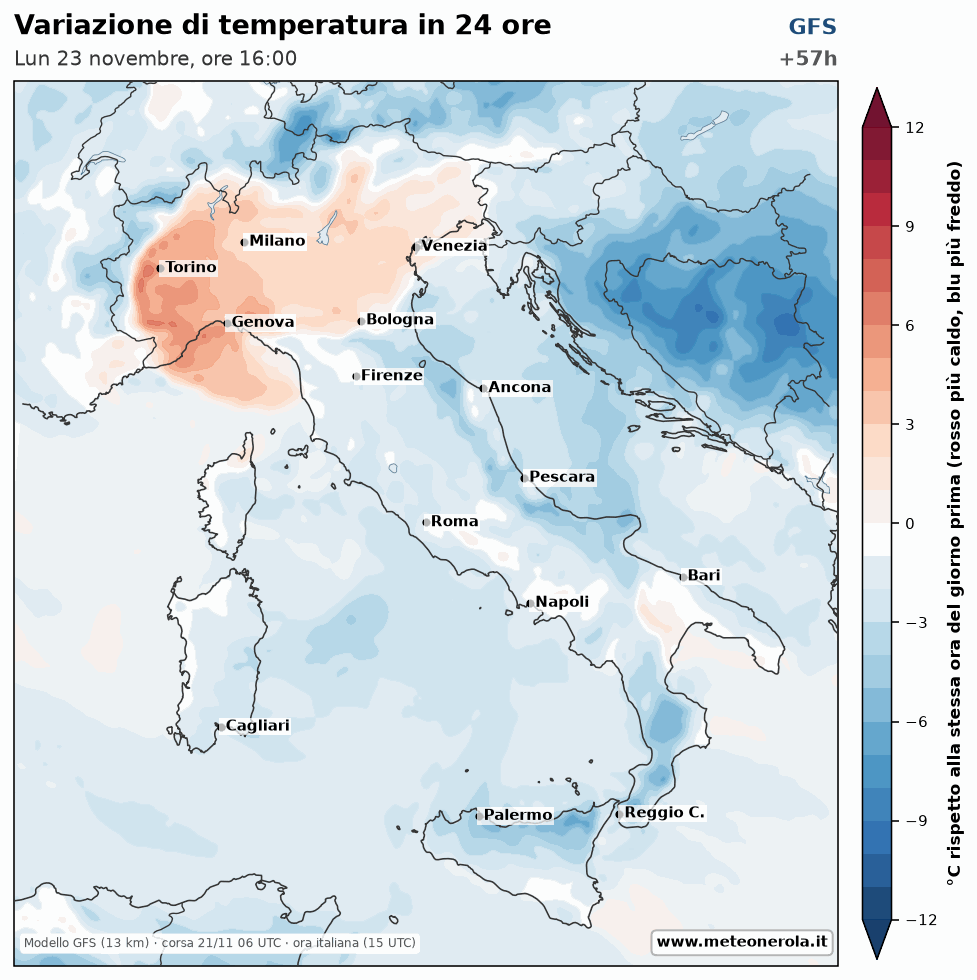 Variazione di temperatura in 24 ore
GFS
Lun 23 novembre, ore 16:00
+57h
Milano
Venezia
Torino
Genova
Bologna
Firenze
Ancona
Pescara
Roma
Bari
Napoli
Cagliari
Palermo
Reggio C.
12
9
6
3
0
−3
−6
−9
−12
°C rispetto alla stessa ora del giorno prima (rosso più caldo, blu più freddo)
Modello GFS (13 km) · corsa 21/11 06 UTC · ora italiana (15 UTC)
www.meteonerola.it